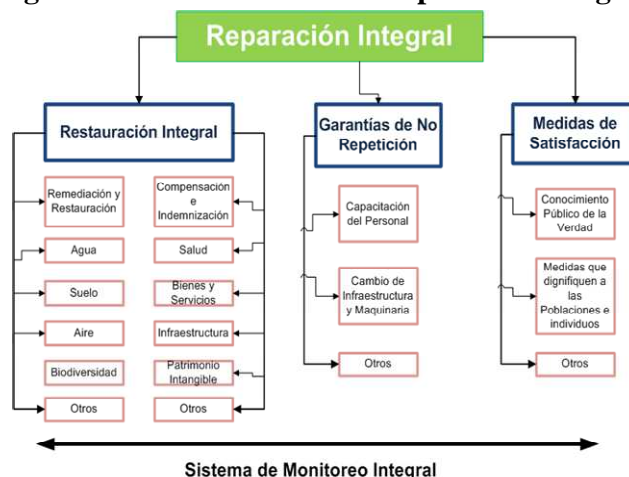 Reparación Integral
Restauración Integral
Remediación y
Restauración
Agua
Suelo
Aire
Biodiversidad
Otros
Compensación
e
Indemnización
Salud
Bienes y
Servicios
Infraestructura
Patrimonio
Intangible
Otros
Garantías de No
Repetición
Capacitación
del Personal
Cambio de
Infraestructura
y Maquinaria
Otros
Medidas de
Satisfacción
Conocimiento
Público de la
Verdad
Medidas que
dignifiquen a
las
Poblaciones e
individuos
Otros
Sistema de Monitoreo Integral